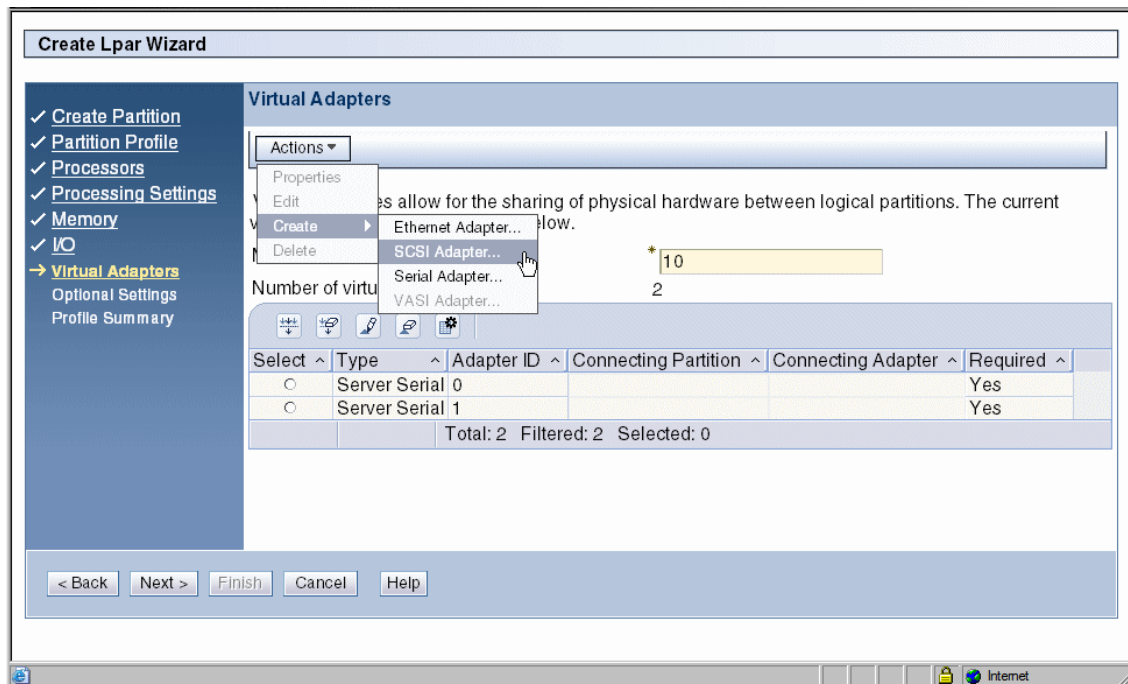 Create Lpar Wizard
✓ Create Partition
✓ Partition Profile
✓ Processors
✓ Processing Settings
✓ Memory
✓ I/O
→ Virtual Adapters
Optional Settings
Profile Summary
Virtual Adapters
Actions
Properties
Edit
Create
Delete
Ethernet Adapter...
SCSI Adapter...
Serial Adapter...
VASI Adapter...
allow for the sharing of physical hardware between logical partitions. The current
* 10
Number of 2
Select Type Adapter ID Connecting Partition Connecting Adapter Required
Server Serial 0 Yes
Server Serial 1 Yes
Total: 2 Filtered: 2 Selected: 0
< Back Next > Finish Cancel Help
Internet